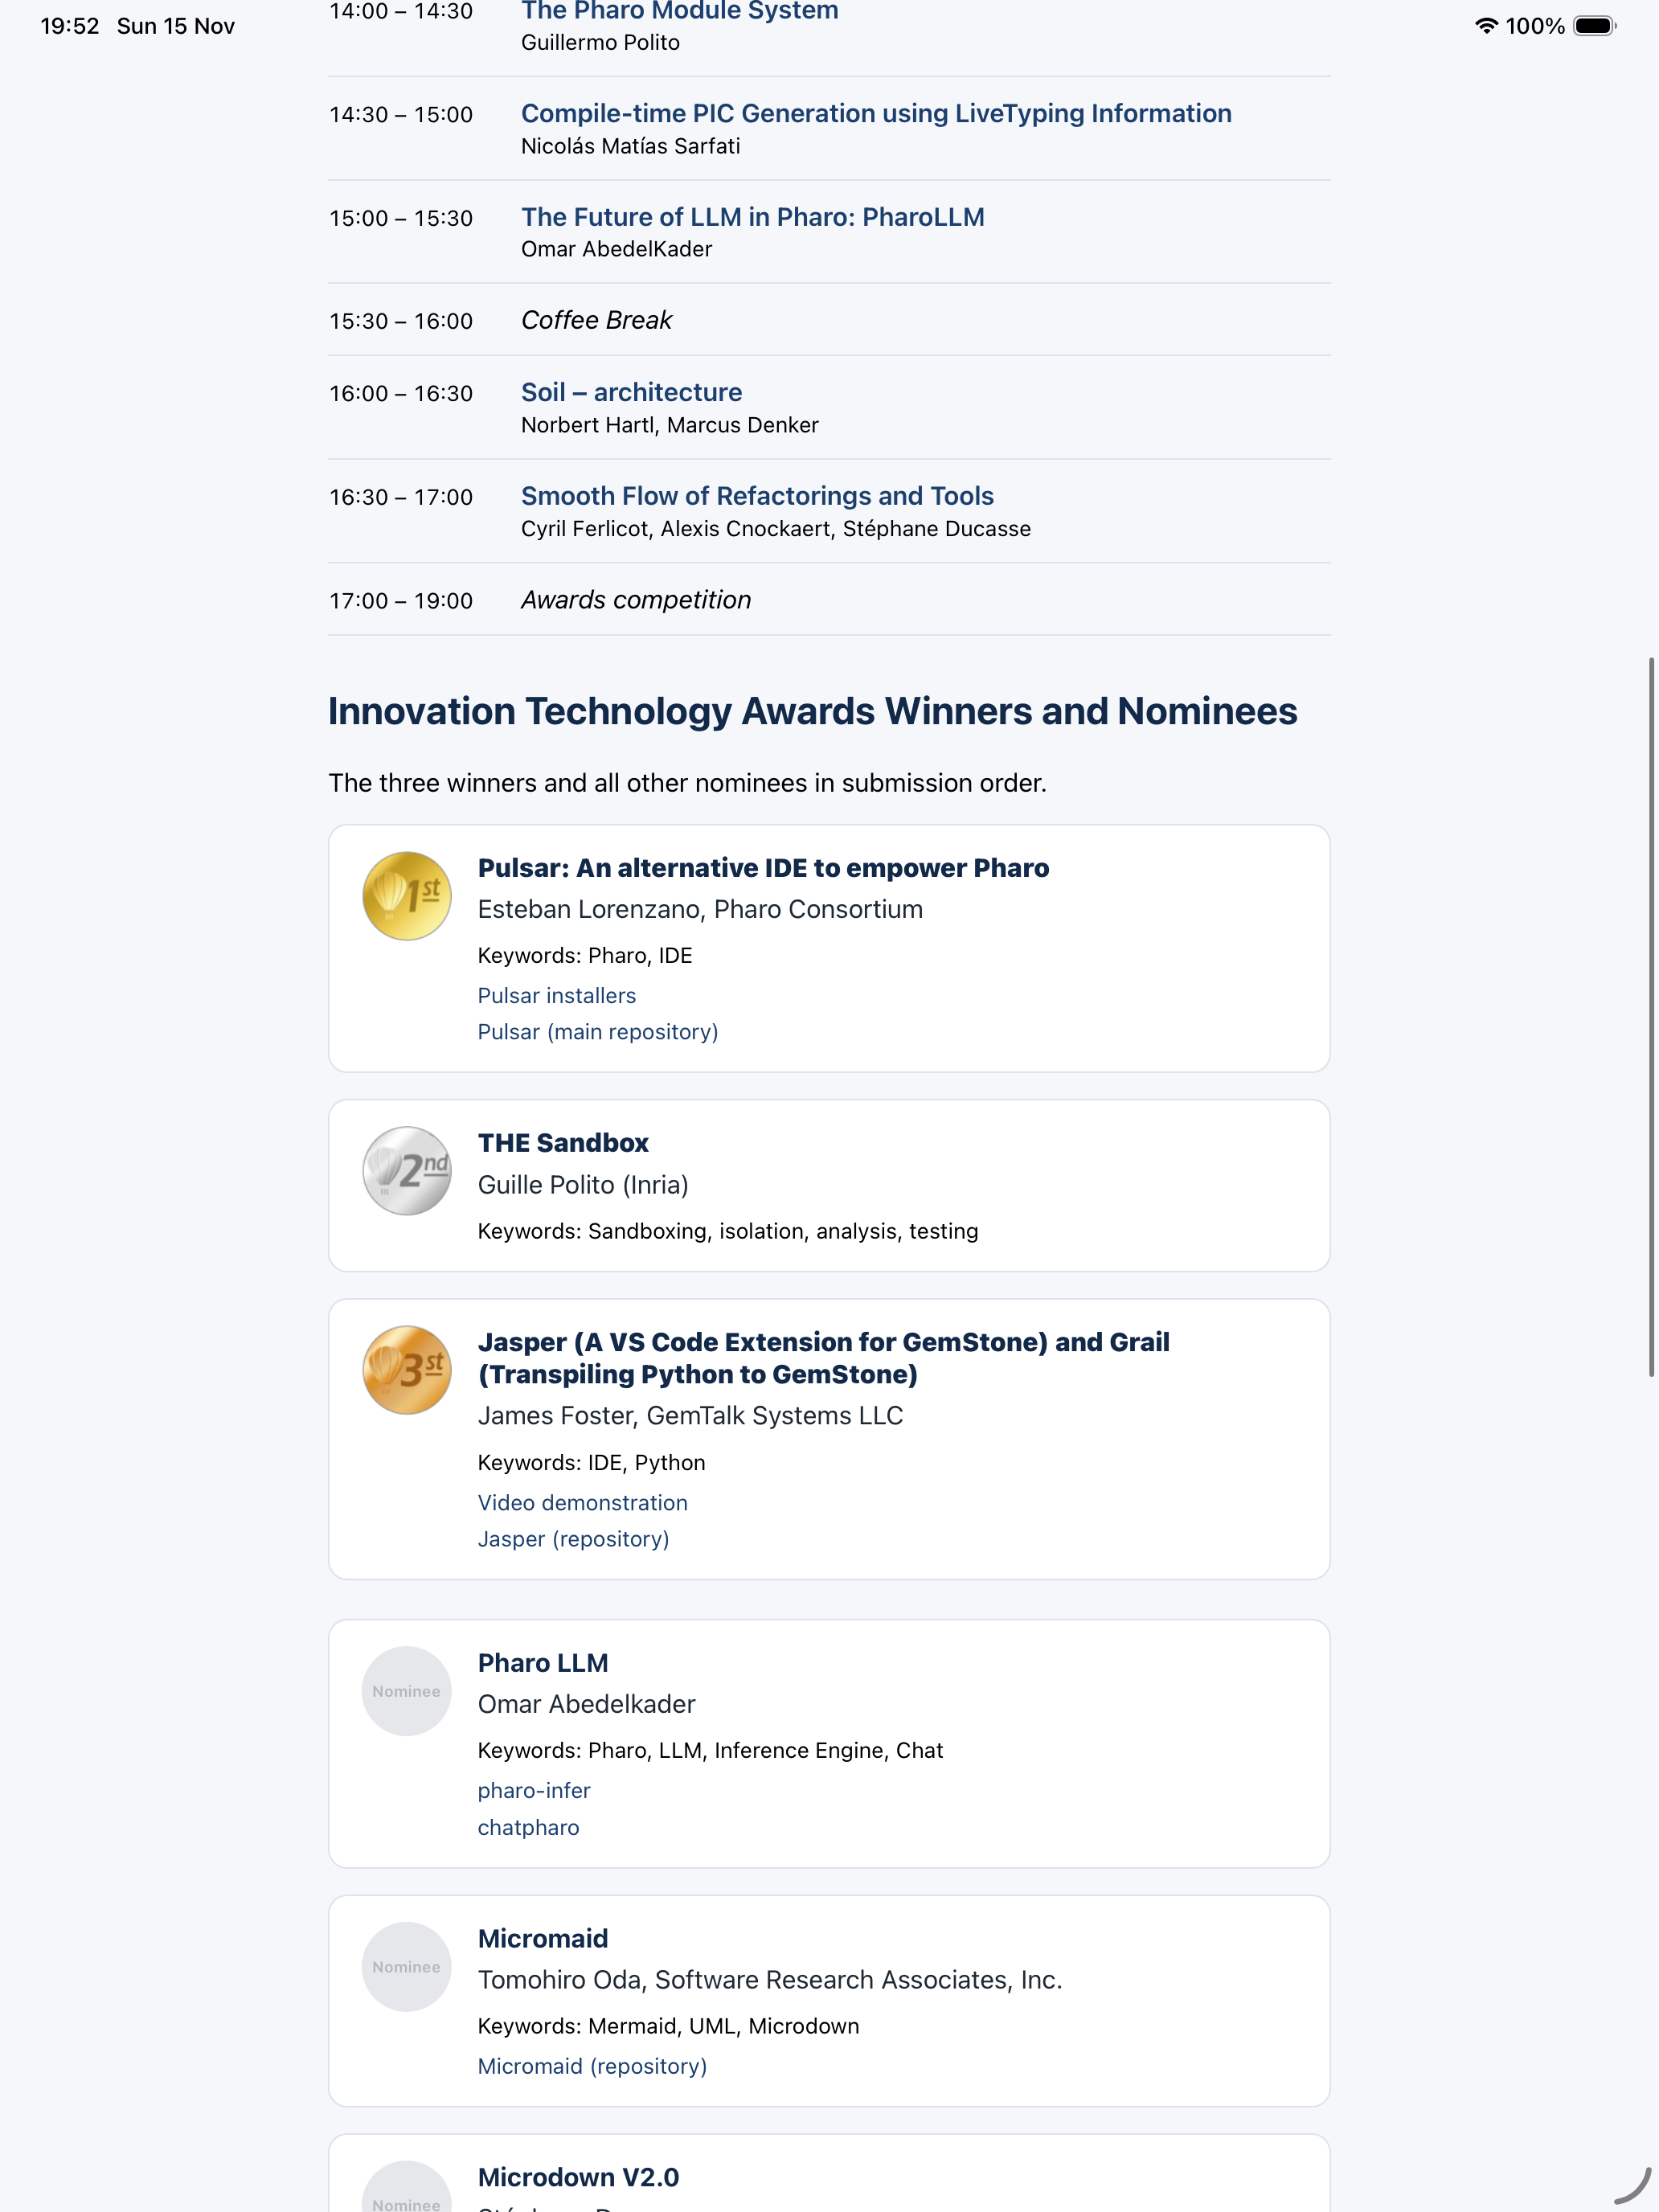 19:52 Sun 15 Nov 100%
14:00 – 14:30 The Pharo Module System
Guillermo Polito
14:30 – 15:00 Compile-time PIC Generation using LiveTyping Information
Nicolás Matías Sarfati
15:00 – 15:30 The Future of LLM in Pharo: PharoLLM
Omar AbedelKader
15:30 – 16:00 Coffee Break
16:00 – 16:30 Soil – architecture
Norbert Hartl, Marcus Denker
16:30 – 17:00 Smooth Flow of Refactorings and Tools
Cyril Ferlicot, Alexis Cnockaert, Stéphane Ducasse
17:00 – 19:00 Awards competition
Innovation Technology Awards Winners and Nominees
The three winners and all other nominees in submission order.
1st
Pulsar: An alternative IDE to empower Pharo
Esteban Lorenzano, Pharo Consortium
Keywords: Pharo, IDE
Pulsar installers
Pulsar (main repository)
2nd
THE Sandbox
Guille Polito (Inria)
Keywords: Sandboxing, isolation, analysis, testing
3st
Jasper (A VS Code Extension for GemStone) and Grail
(Transpiling Python to GemStone)
James Foster, GemTalk Systems LLC
Keywords: IDE, Python
Video demonstration
Jasper (repository)
Nominee
Pharo LLM
Omar Abedelkader
Keywords: Pharo, LLM, Inference Engine, Chat
pharo-infer
chatpharo
Nominee
Micromaid
Tomohiro Oda, Software Research Associates, Inc.
Keywords: Mermaid, UML, Microdown
Micromaid (repository)
Nominee
Microdown V2.0